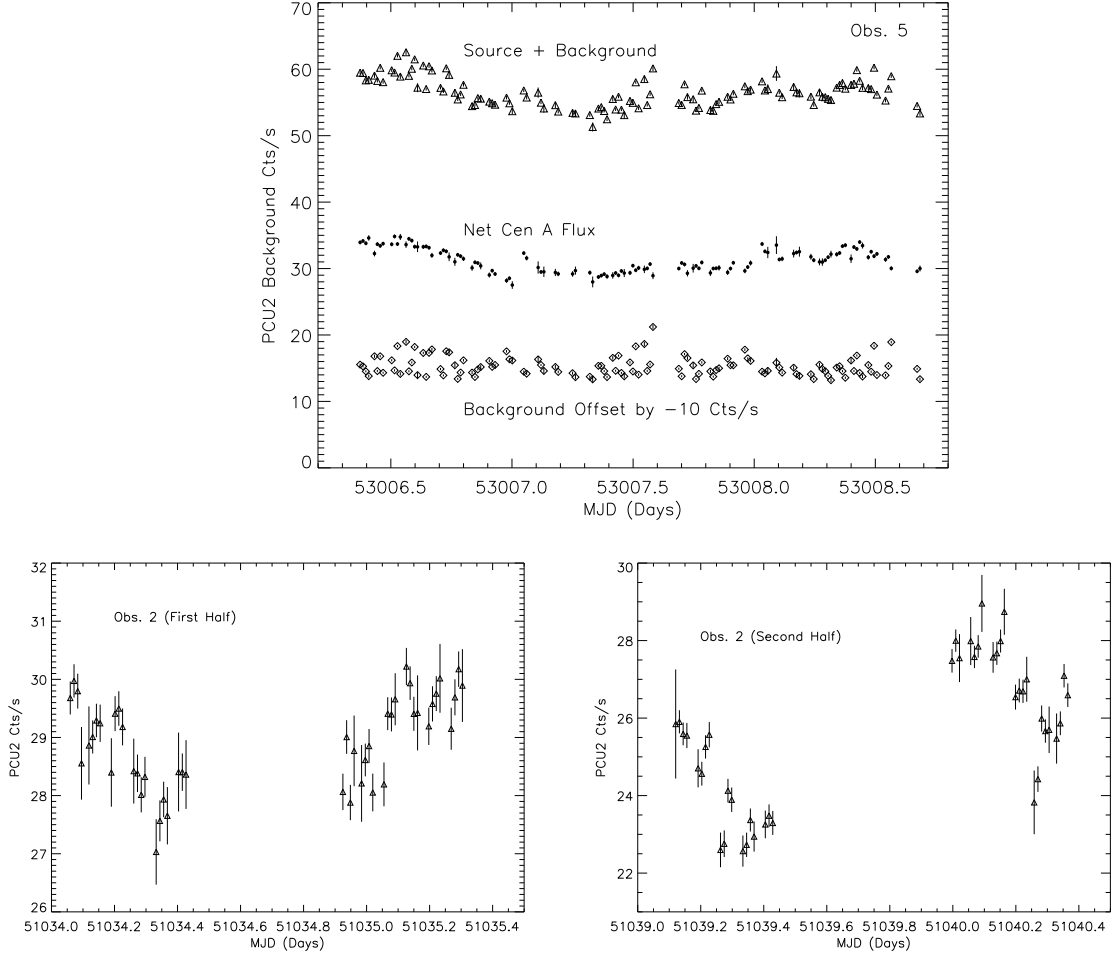 70
Obs. 5
Source + Background
60
50
40
Net Cen A Flux
30
20
10
Background Offset by −10 Cts/s
0
PCU2 Background Cts/s
53006.5 53007.0 53007.5 53008.0 53008.5
MJD (Days)
32
Obs. 2 (First Half)
31
30
29
28
27
26
PCU2 Cts/s
51034.0 51034.2 51034.4 51034.6 51034.8 51035.0 51035.2 51035.4
MJD (Days)
30
Obs. 2 (Second Half)
28
26
24
22
PCU2 Cts/s
51039.0 51039.2 51039.4 51039.6 51039.8 51040.0 51040.2 51040.4
MJD (Days)